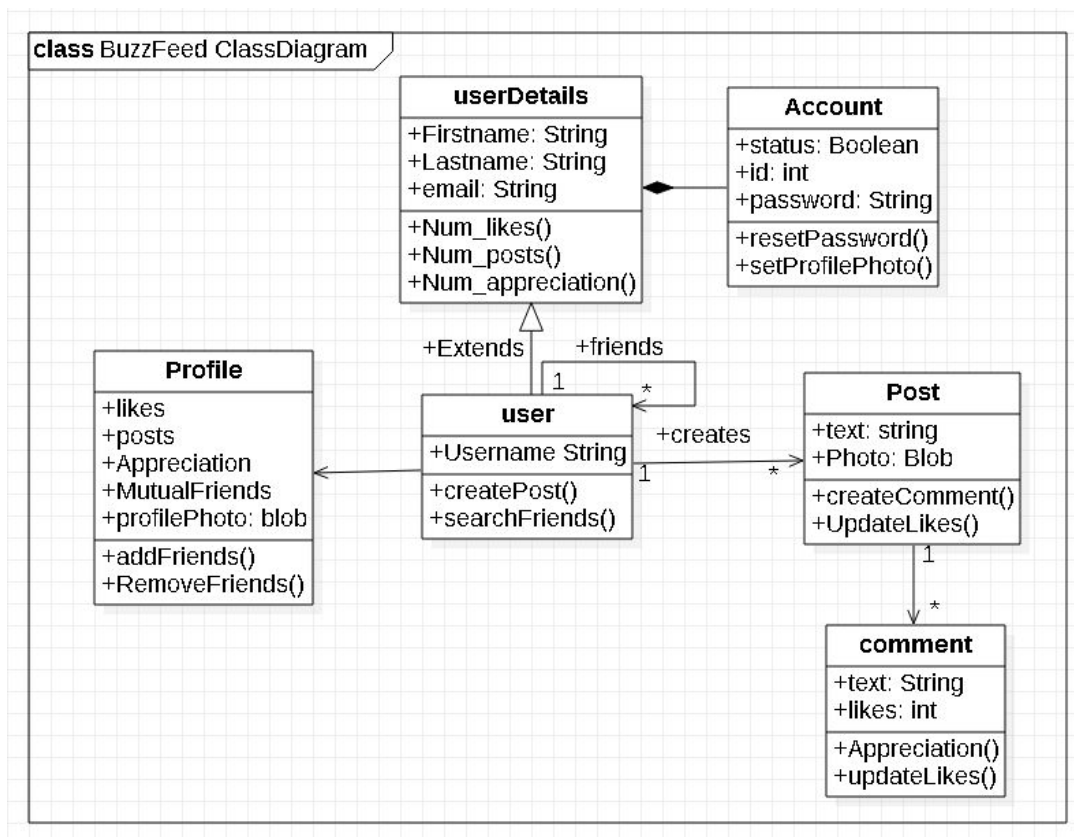 class BuzzFeed ClassDiagram
userDetails
+Firstname: String
+Lastname: String
+email: String
+Num_likes()
+Num_posts()
+Num_appreciation()
Account
+status: Boolean
+id: int
+password: String
+resetPassword()
+setProfilePhoto()
+Extends
+friends
1
*
Profile
+likes
+posts
+Appreciation
+MutualFriends
+profilePhoto: blob
+addFriends()
+RemoveFriends()
user
+Username String
+createPost()
+searchFriends()
+creates
1
*
Post
+text: string
+Photo: Blob
+createComment()
+UpdateLikes()
1
*
comment
+text: String
+likes: int
+Appreciation()
+updateLikes()